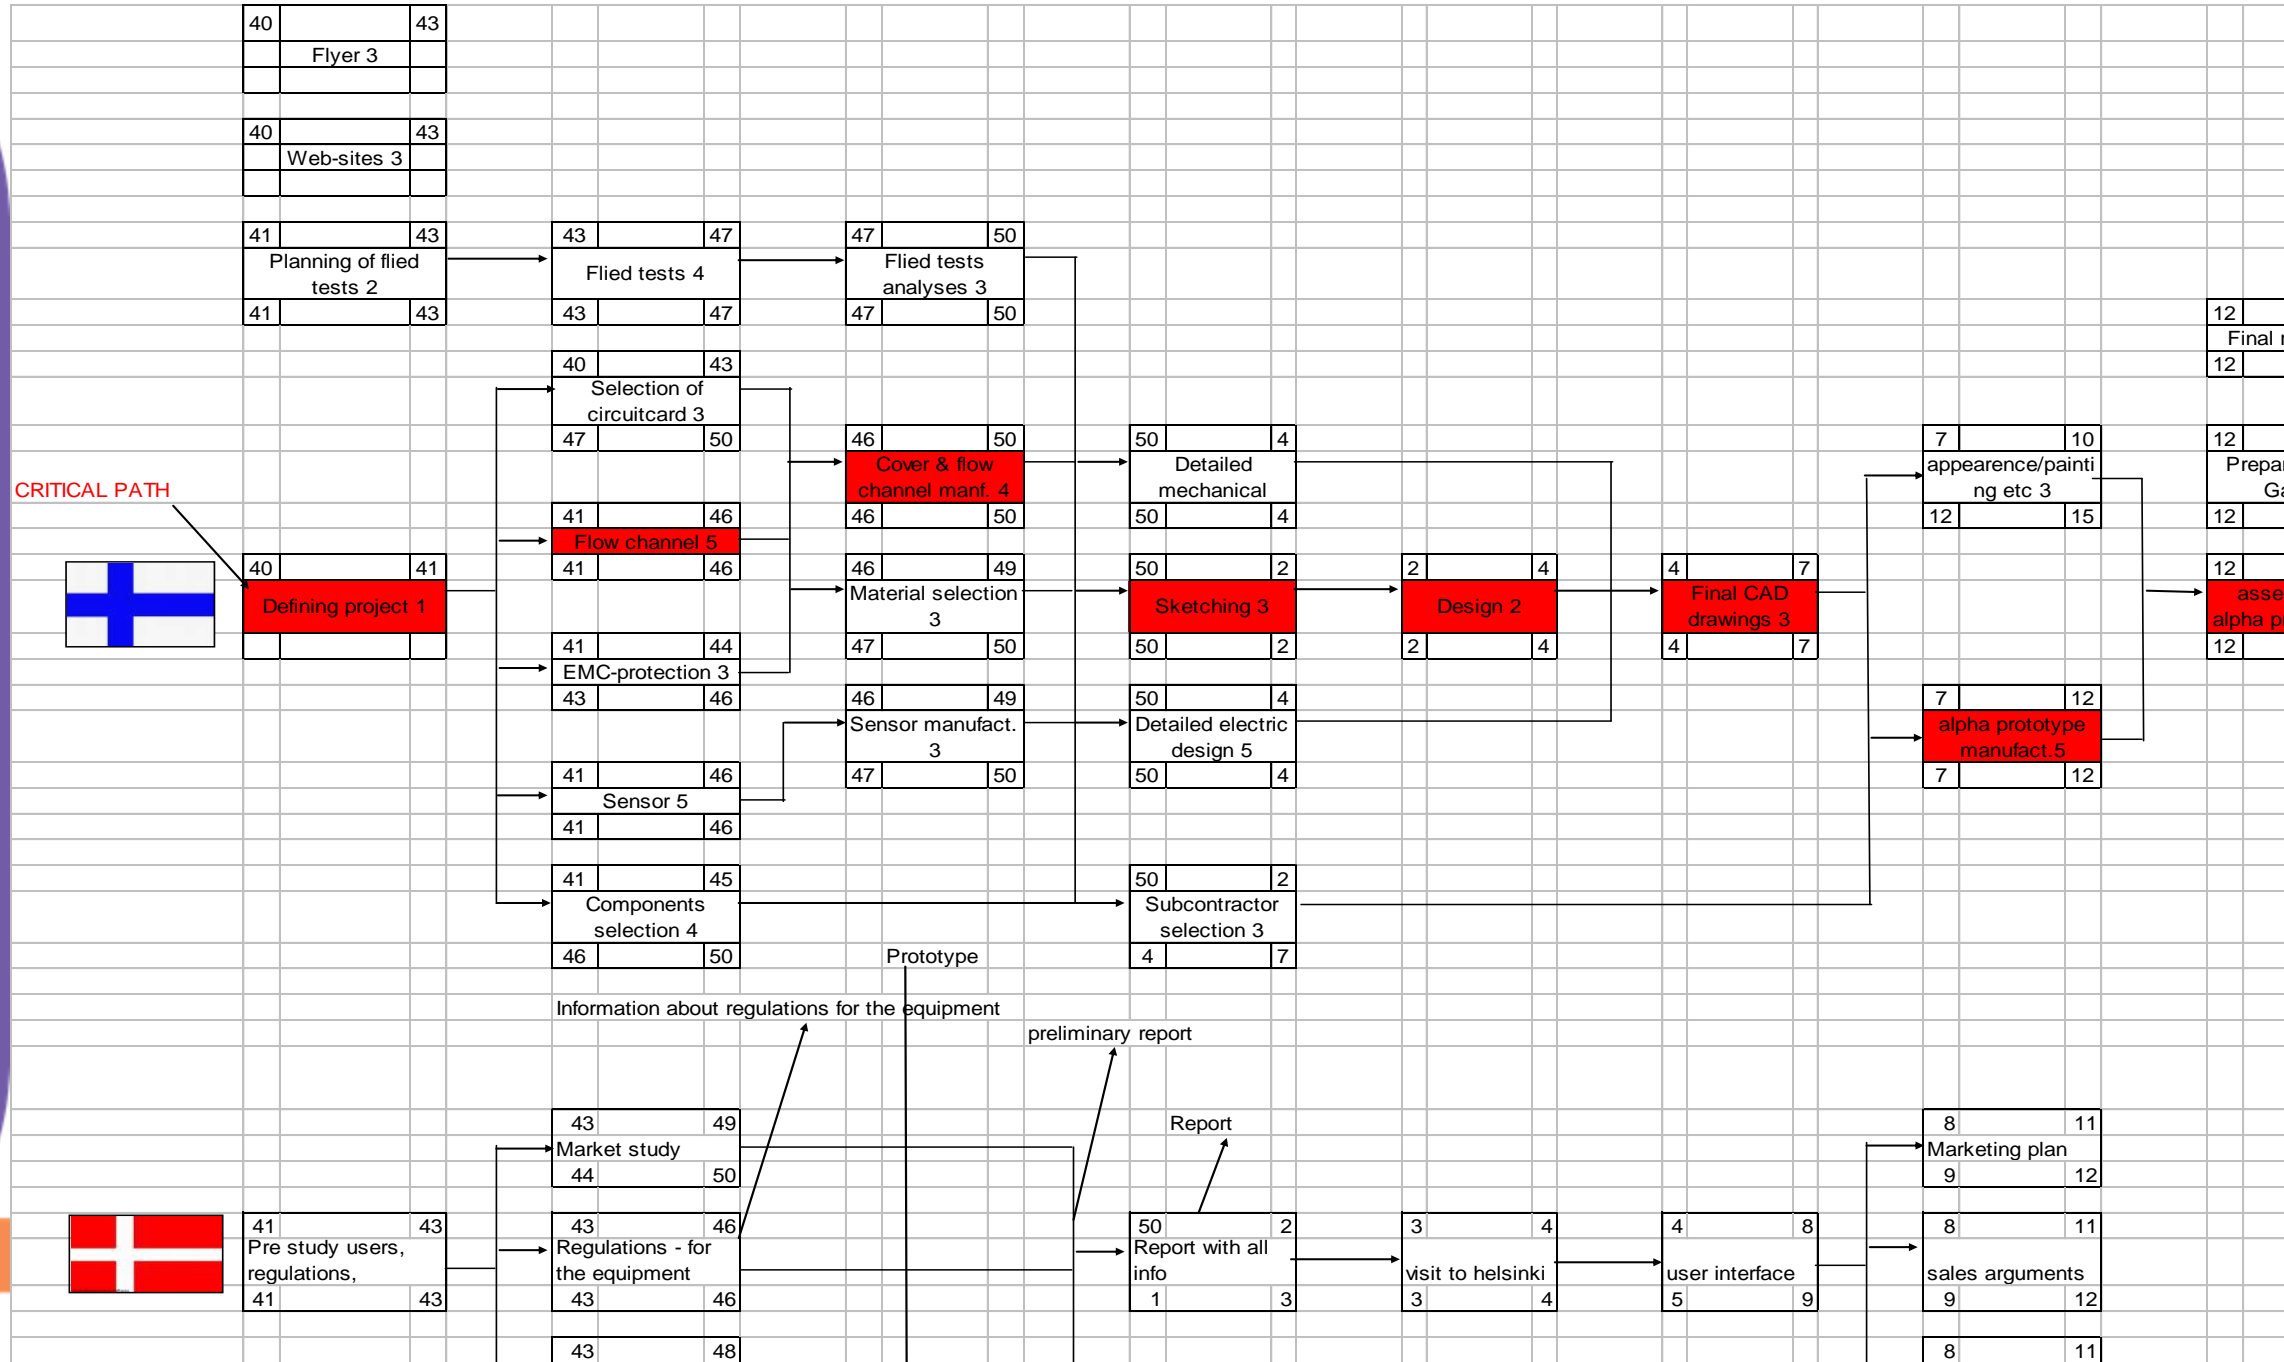 40 43
Flyer 3
40 43
Web-sites 3
41 43
Planning of flied
tests 2
41 43
43 47
Flied tests 4
43 47
47 50
Flied tests
analyses 3
47 50
40 43
Selection of
circuitcard 3
47 50
12
Final
12
46 50
Cover & flow
channel manf. 4
46 50
50 4
Detailed
mechanical
50 4
7 10
appearence/painti
ng etc 3
12 15
12
12
CRITICAL PATH
41 46
Flow channel 5
41 46
40 41
Defining project 1
46 49
Material selection
3
47 50
50 2
Sketching 3
50 2
2 4
Design 2
2 4
4 7
Final CAD
drawings 3
4 7
12
alpha
12
41 44
EMC-protection 3
43 46
46 49
Sensor manufact.
3
47 50
50 4
Detailed electric
design 5
50 4
7 12
alpha prototype
manufact.5
7 12
41 46
Sensor 5
41 46
41 45
Components
selection 4
46 50
50 2
Subcontractor
selection 3
4 7
Prototype
Information about regulations for the equipment
preliminary report
43 49
Market study
44 50
Report
8 11
Marketing plan
9 12
41 43
Pre study users,
regulations,
41 43
43 46
Regulations - for
the equipment
43 46
50 2
Report with all
info
1 3
3 4
visit to helsinki
3 4
4 8
user interface
5 9
8 11
sales arguments
9 12
43 48
8 11